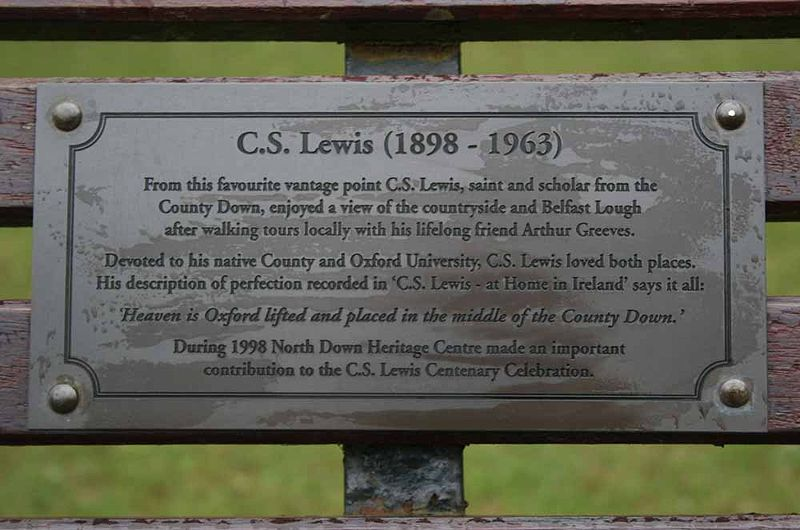 C.S. Lewis (1898 - 1963)
From this favourite vantage point C.S. Lewis, saint and scholar from the
County Down, enjoyed a view of the countryside and Belfast Lough
after walking tours locally with his lifelong friend Arthur Greeves.
Devoted to his native County and Oxford University, C.S. Lewis loved both places.
His description of perfection recorded in 'C.S. Lewis - at Home in Ireland' says it all:
'Heaven is Oxford lifted and placed in the middle of the County Down.'
During 1998 North Down Heritage Centre made an important
contribution to the C.S. Lewis Centenary Celebration.